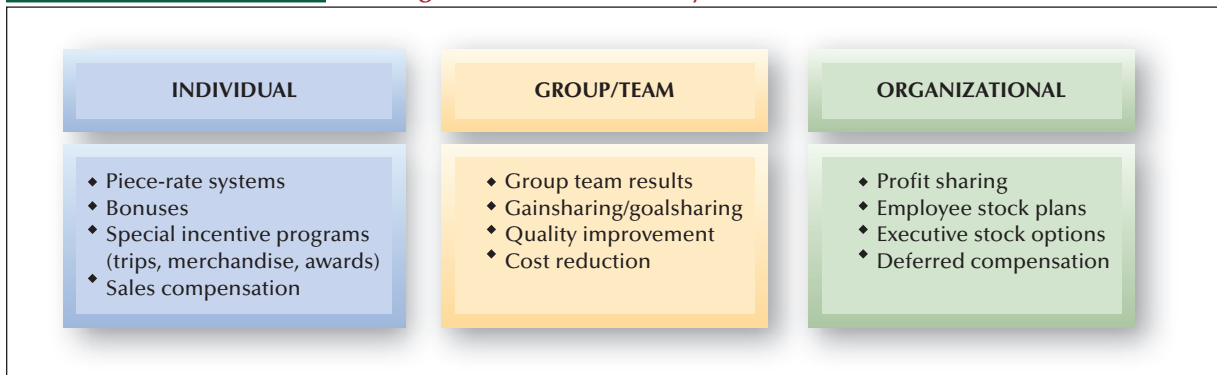 INDIVIDUAL
◆ Piece-rate systems
◆ Bonuses
◆ Special incentive programs
(trips, merchandise, awards)
◆ Sales compensation
GROUP/TEAM
◆ Group team results
◆ Gainsharing/goalsharing
◆ Quality improvement
◆ Cost reduction
ORGANIZATIONAL
◆ Profit sharing
◆ Employee stock plans
◆ Executive stock options
◆ Deferred compensation